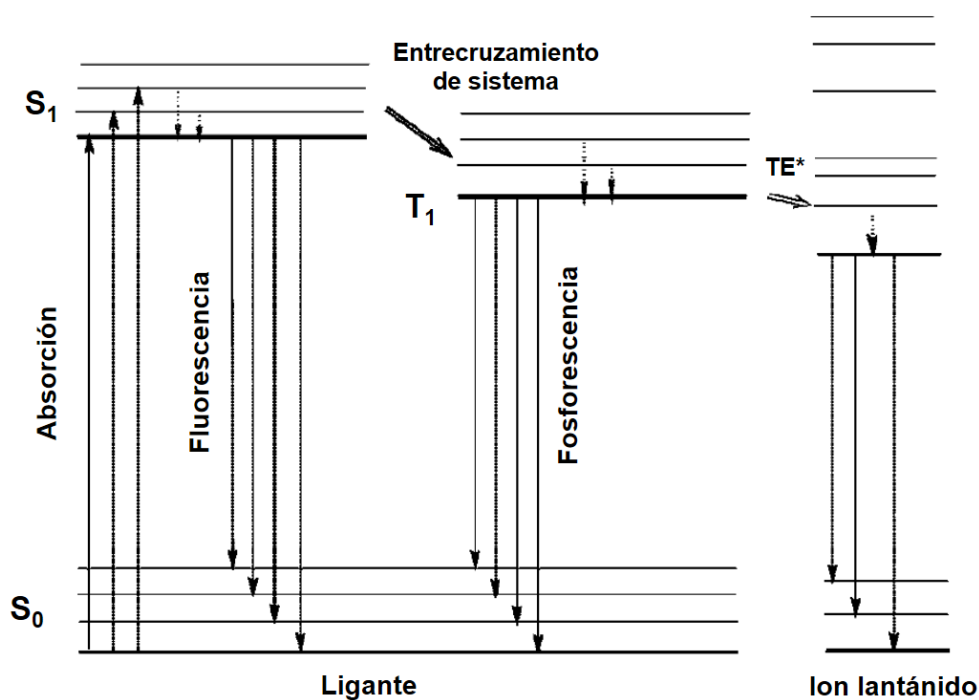 Entrecruzamiento
de sistema
S1
T1
TE*
Absorción
Fluorescencia
Fosforescencia
S0
Ligante
Ion lantánido